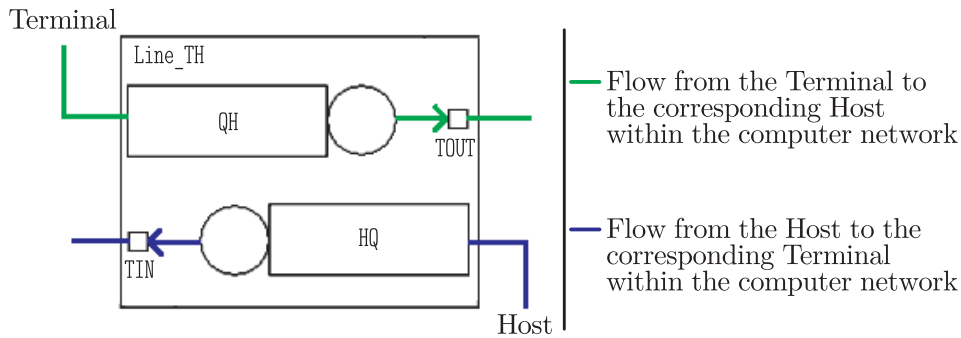 Terminal
Line_TH
QH
TOUT
HQ
TIN
Host
Flow from the Terminal to
the corresponding Host
within the computer network
Flow from the Host to the
corresponding Terminal
within the computer network